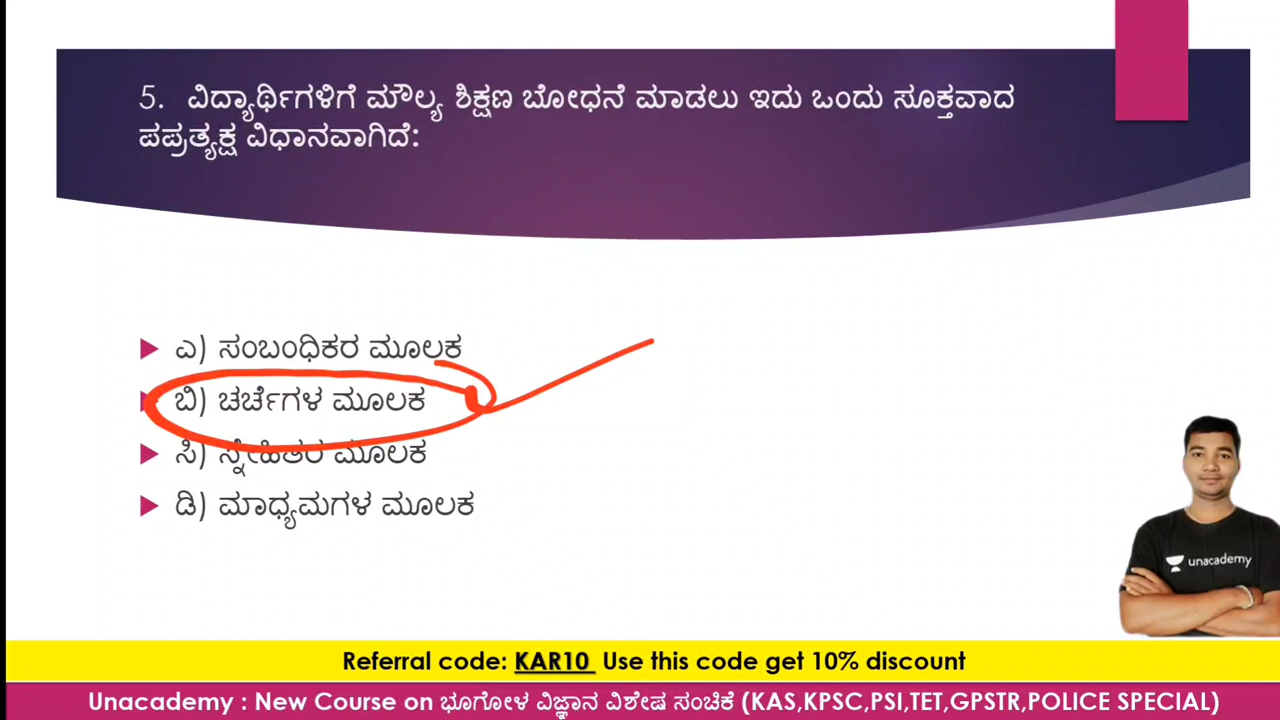 5. ವಿದ್ಯಾರ್ಥಿಗಳಿಗೆ ಮೌಲ್ಯ ಶಿಕ್ಷಣ ಬೋಧನೆ ಮಾಡಲು ಇದು ಒಂದು ಸೂಕ್ತವಾದ
ಪಪ್ರತ್ಯಕ್ಷ ವಿಧಾನವಾಗಿದೆ:
ಎ) ಸಂಬಂಧಿಕರ ಮೂಲಕ
ಬಿ) ಚರ್ಚೆಗಳ ಮೂಲಕ
ಸಿ) ಸ್ನೇಹಿತರ ಮೂಲಕ
ಡಿ) ಮಾಧ್ಯಮಗಳ ಮೂಲಕ
unacademy
Referral code: KAR10 Use this code get 10% discount
Unacademy : New Course on ಭೂಗೋಳ ವಿಜ್ಞಾನ ವಿಶೇಷ ಸಂಚಿಕೆ (KAS,KPSC,PSI,TET,GPSTR,POLICE SPECIAL)